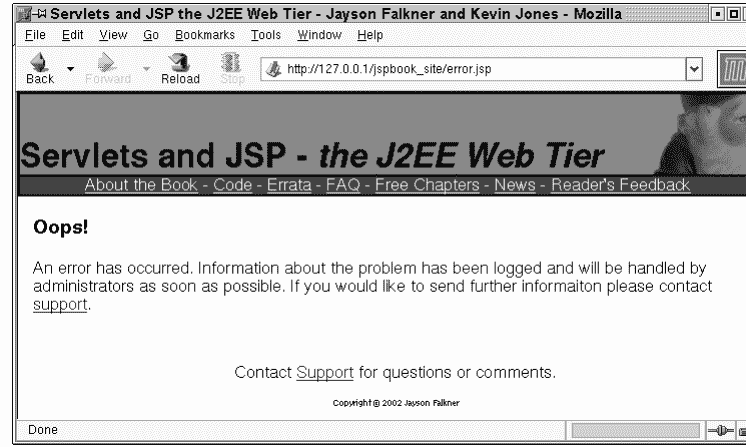 Servlets and JSP the J2EE Web Tier - Jayson Falkner and Kevin Jones - Mozilla
File Edit View Go Bookmarks Tools Window Help
Back Forward Reload Stop http://127.0.0.1/jspbook_site/error.jsp
Servlets and JSP - the J2EE Web Tier
About the Book - Code - Errata - FAQ - Free Chapters - News - Reader's Feedback
Oops!
An error has occurred. Information about the problem has been logged and will be handled by
administrators as soon as possible. If you would like to send further informaiton please contact
support.
Contact Support for questions or comments.
Copyright © 2002 Jayson Falkner
Done